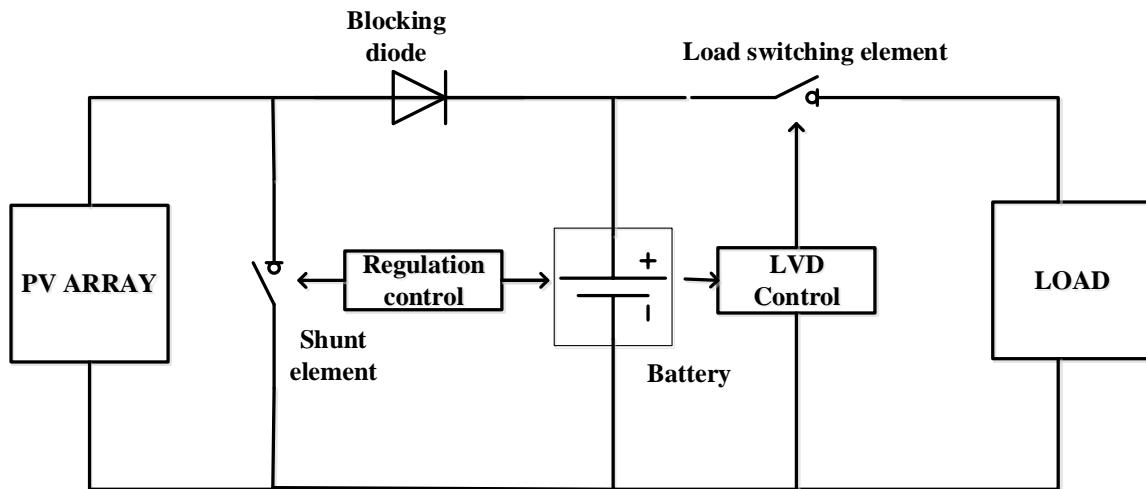 Blocking
diode
Load switching element
PV ARRAY
Regulation
control
+
LVD
Control
LOAD
Shunt
element
Battery